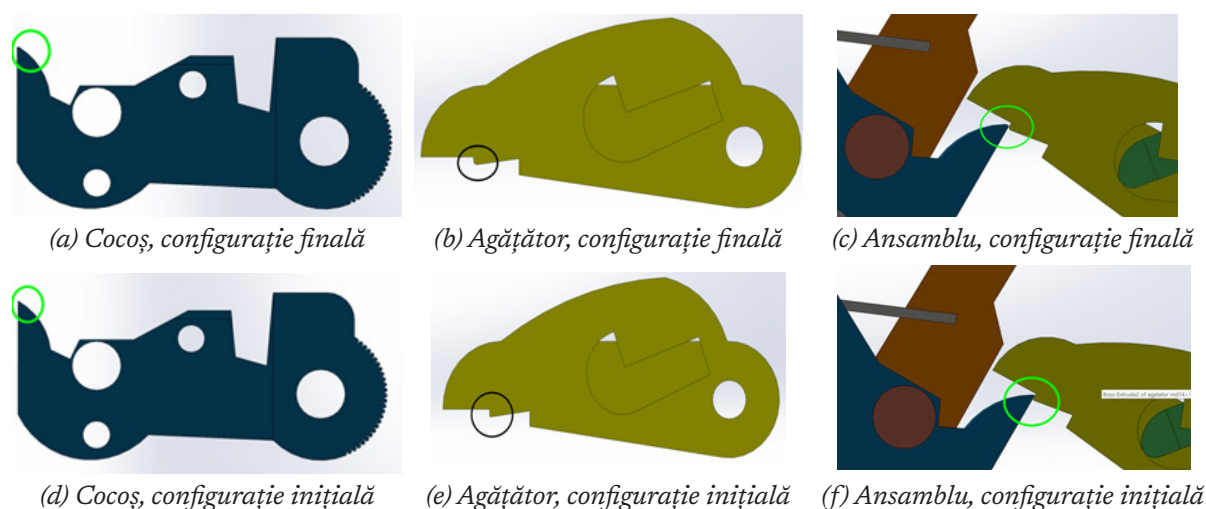 (a) Cocoș, configurație finală
(b) Agățător, configurație finală
(c) Ansamblu, configurație finală
(d) Cocoș, configurație inițială
(e) Agățător, configurație inițială
(f) Ansamblu, configurație inițială